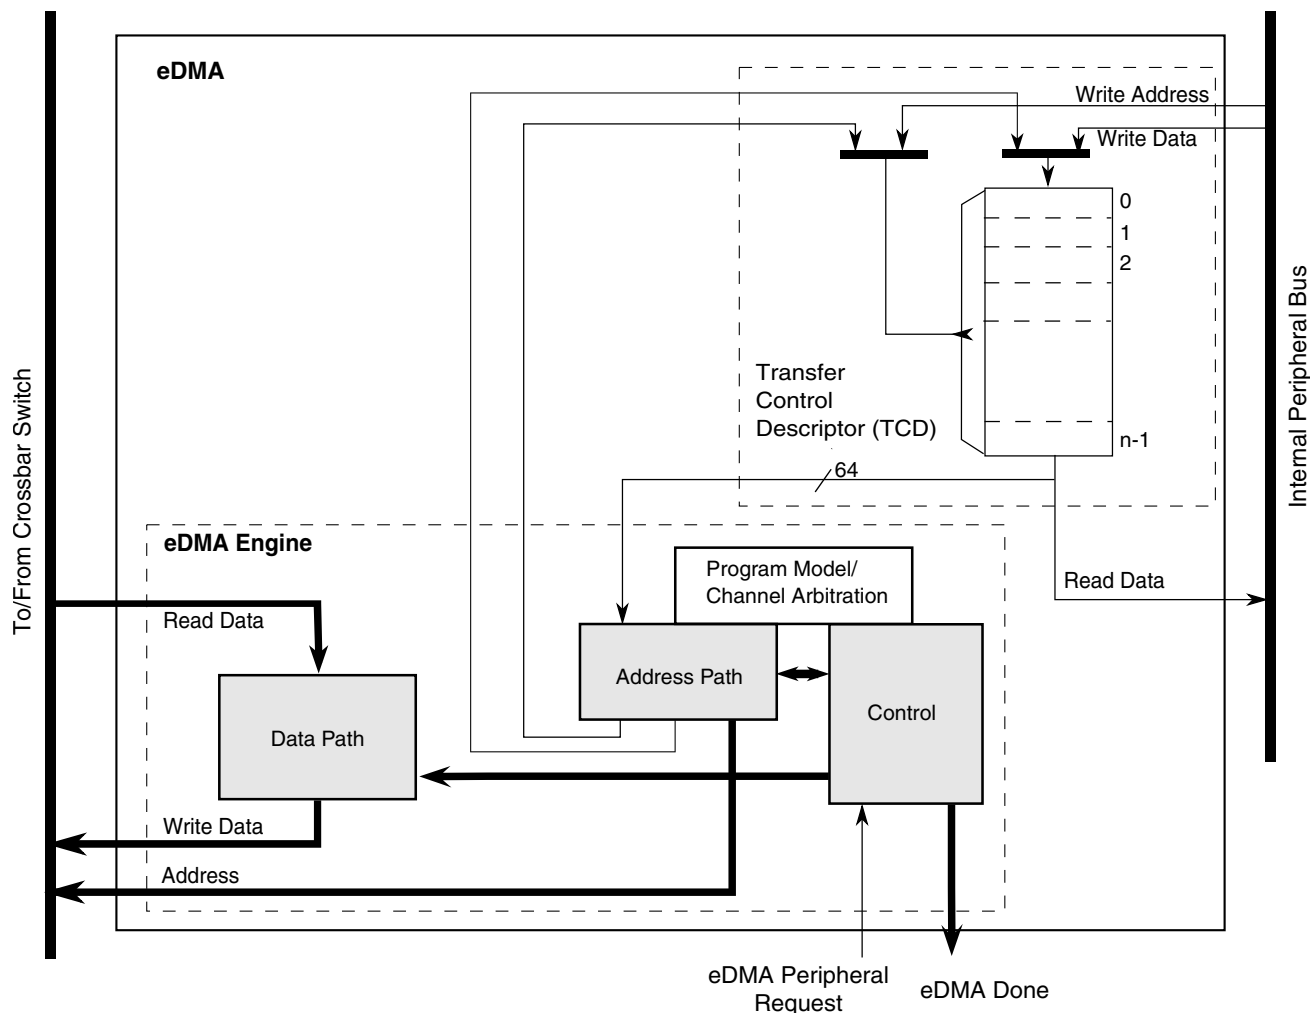 eDMA
Write Address
Write Data
0
1
2
n-1
Transfer
Control
Descriptor (TCD)
64
To/From Crossbar Switch
Internal Peripheral Bus
eDMA Engine
Program Model/
Channel Arbitration
Read Data
Read Data
Address Path
Control
Data Path
Write Data
Address
eDMA Peripheral
Request
eDMA Done